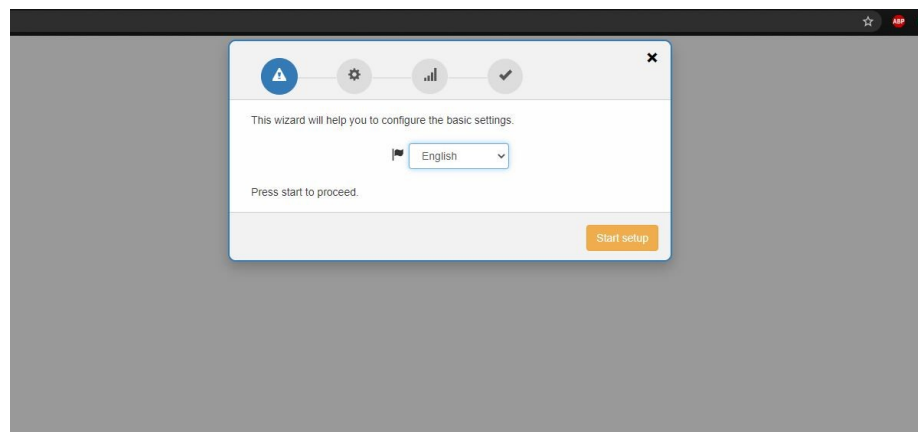 ABP
This wizard will help you to configure the basic settings.
English
Press start to proceed.
Start setup